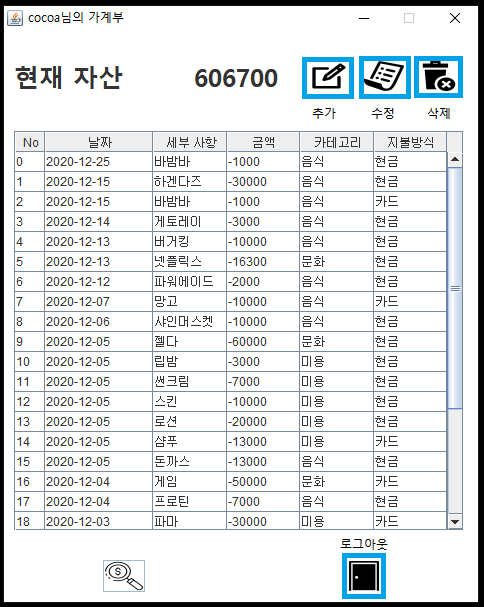 cocoa님의 가계부
현재 자산 606700
추가 수정 삭제
No 날짜 세부 사항 금액 카테고리 지불방식
0 2020-12-25 바밤바 -1000 음식 현금
1 2020-12-15 하겐다즈 -30000 음식 현금
2 2020-12-15 바밤바 -1000 음식 카드
3 2020-12-14 게토레이 -3000 음식 현금
4 2020-12-13 버거킹 -10000 음식 현금
5 2020-12-13 넷플릭스 -16300 문화 현금
6 2020-12-12 파워에이드 -2000 음식 현금
7 2020-12-07 망고 -10000 음식 카드
8 2020-12-06 샤인머스켓 -10000 음식 현금
9 2020-12-05 젤다 -60000 문화 현금
10 2020-12-05 립밤 -3000 미용 현금
11 2020-12-05 썬크림 -7000 미용 현금
12 2020-12-05 스킨 -10000 미용 현금
13 2020-12-05 로션 -20000 미용 현금
14 2020-12-05 샴푸 -13000 미용 카드
15 2020-12-05 돈까스 -13000 음식 카드
16 2020-12-04 게임 -50000 문화 카드
17 2020-12-04 프로틴 -7000 음식 현금
18 2020-12-03 파마 -30000 미용 카드
로그아웃
S